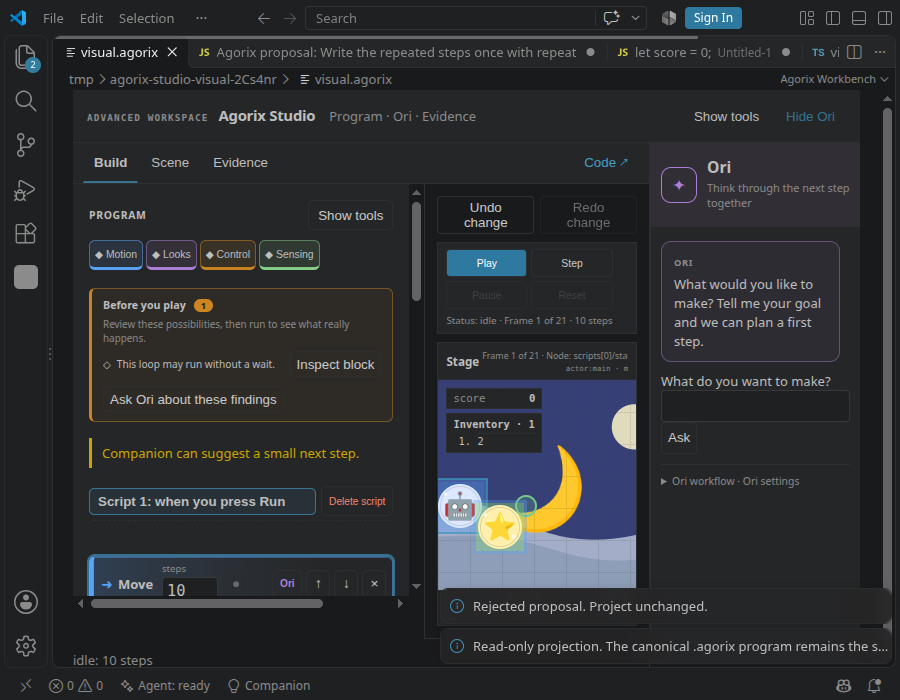 File Edit Selection ··· Search Sign In
visual.agorix JS Agorix proposal: Write the repeated steps once with repeat JS let score = 0; Untitled-1 TS vi ···
tmp > agorix-studio-visual-2Cs4nr > visual.agorix Agorix Workbench
2
ADVANCED WORKSPACE Agorix Studio Program · Ori · Evidence Show tools Hide Ori
Build Scene Evidence Code ↗
PROGRAM Show tools
◆ Motion ◆ Looks ◆ Control ◆ Sensing
Before you play 1
Review these possibilities, then run to see what really
happens.
◇ This loop may run without a wait. Inspect block
Ask Ori about these findings
Companion can suggest a small next step.
Script 1: when you press Run Delete script
steps
→ Move 10 Ori ↑ ↓ ×
idle: 10 steps
Undo
change
Redo
change
Play Step
Pause Reset
Status: idle · Frame 1 of 21 · 10 steps
Stage Frame 1 of 21 · Node: scripts[0]/sta
actor:main · m
score 0
Inventory · 1
1. 2
Ori
Think through the next step
together
ORI
What would you like to
make? Tell me your goal
and we can plan a first
step.
What do you want to make?
Ask
▶ Ori workflow · Ori settings
Rejected proposal. Project unchanged.
Read-only projection. The canonical .agorix program remains the s...
0 0 Agent: ready Companion